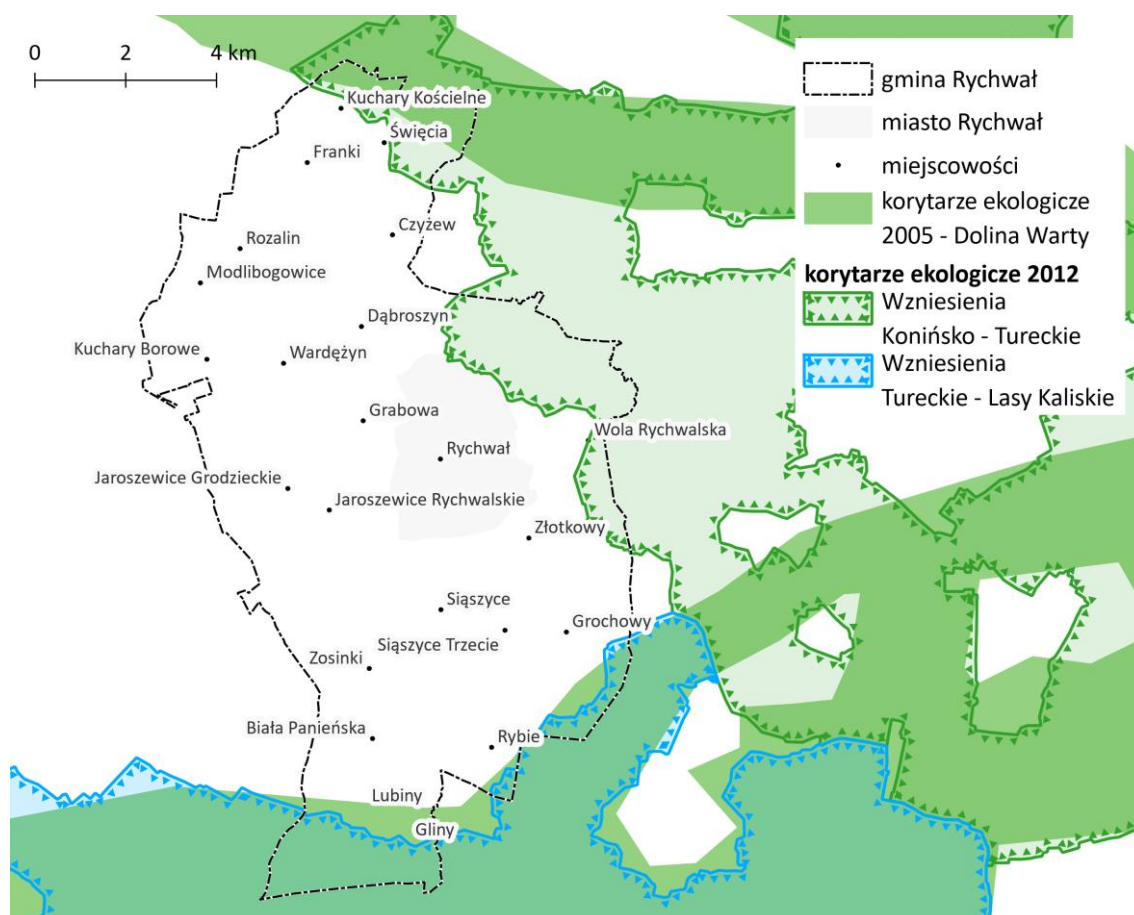 0 2 4 km
gmina Rychwał
miasto Rychwał
miejscowości
korytarze ekologicze
2005 - Dolina Warty
korytarze ekologicze 2012
Wzniesienia
Konińsko - Tureckie
Wzniesienia
Tureckie - Lasy Kaliskie
Kuchary Kościelne
Święcia
Franki
Czyżew
Rozalin
Modlibogowice
Dąbroszyn
Kuchary Borowe
Wardężyn
Grabowa
Wola Rychwalska
Rychwał
Jaroszewice Grodzieckie
Jaroszewice Rychwalskie
Złotkowy
Siąszyce
Grochowy
Siąszyce Trzecie
Zosinki
Biała Panieńska
Rybie
Lubiny
Gliny